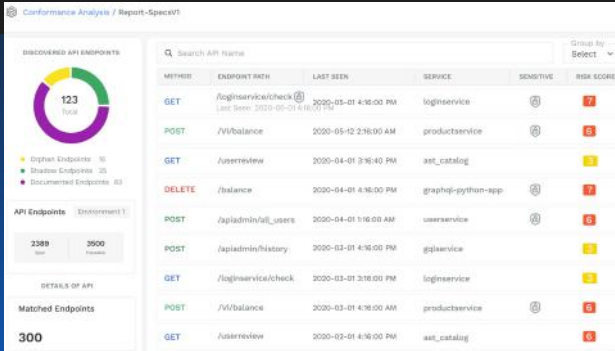 Conformance Analysis / Report-SpecsV1
DISCOVERED API ENDPOINTS
123
Total
Orphan Endpoints 15
Shadow Endpoints 25
Documented Endpoints 83
API Endpoints Environment 1
2389 3500
DETAILS OF API
Matched Endpoints
300
Search API Name
Group by
Select
METHOD ENDPOINT PATH LAST SEEN SERVICE SENSITIVE RISK SCORE
GET /loginservice/check 2020-05-01 4:16:00 PM loginservice 7
Last Seen: 2020-05-01 4:16:00 PM
POST /VI/balance 2020-05-12 2:16:00 AM productservice 6
GET /userreview 2020-04-01 3:16:40 PM ast_catalog 3
DELETE /balance 2020-04-01 4:16:00 PM graphql-python-app 7
POST /apiadmin/all_users 2020-04-01 1:16:00 AM userservice 6
POST /apiadmin/history 2020-03-01 4:16:00 PM gqlservice 3
GET /loginservice/check 2020-03-01 3:16:00 PM loginservice 3
POST /VI/balance 2020-03-01 4:16:00 AM productservice 6
GET /userreview 2020-03-01 4:16:00 PM ast_catalog 6